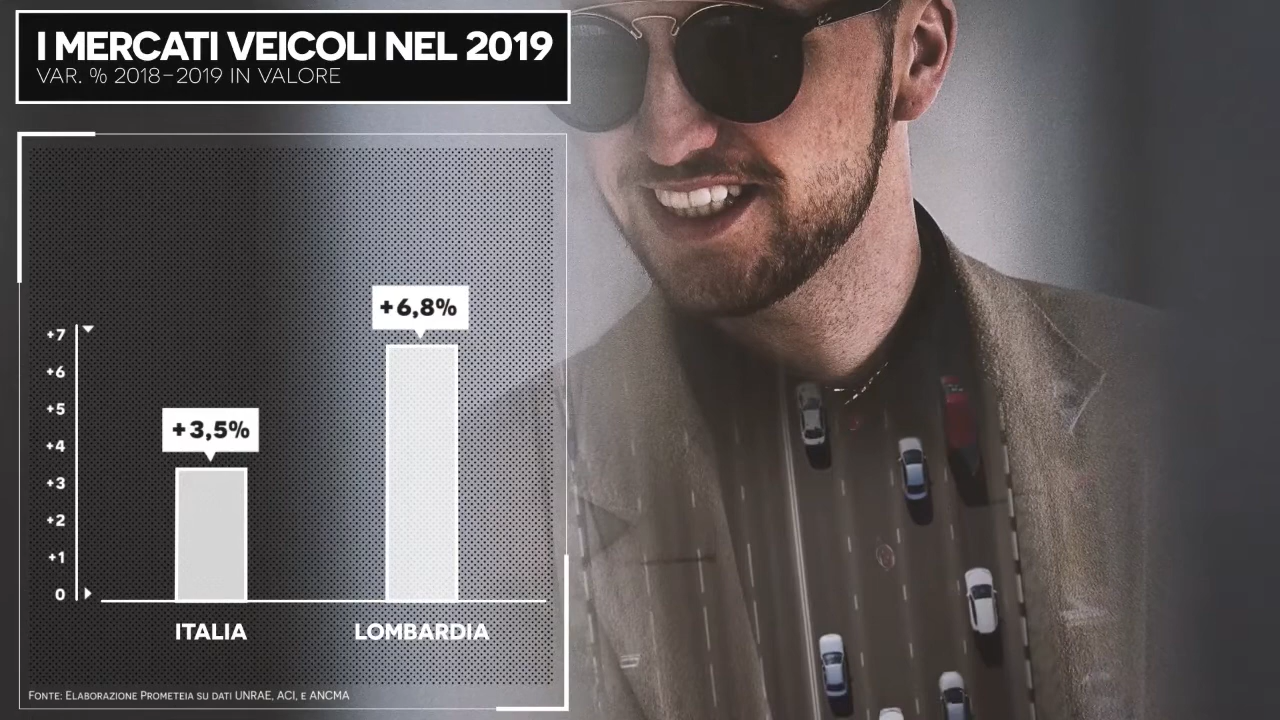 I MERCATI VEICOLI NEL 2019
VAR. % 2018-2019 IN VALORE
+7
+6
+5
+4
+3
+2
+1
0
+3,5%
+6,8%
ITALIA
LOMBARDIA
FONTE: ELABORAZIONE PROMETEIA SU DATI UNRAE, ACI, E ANCMA